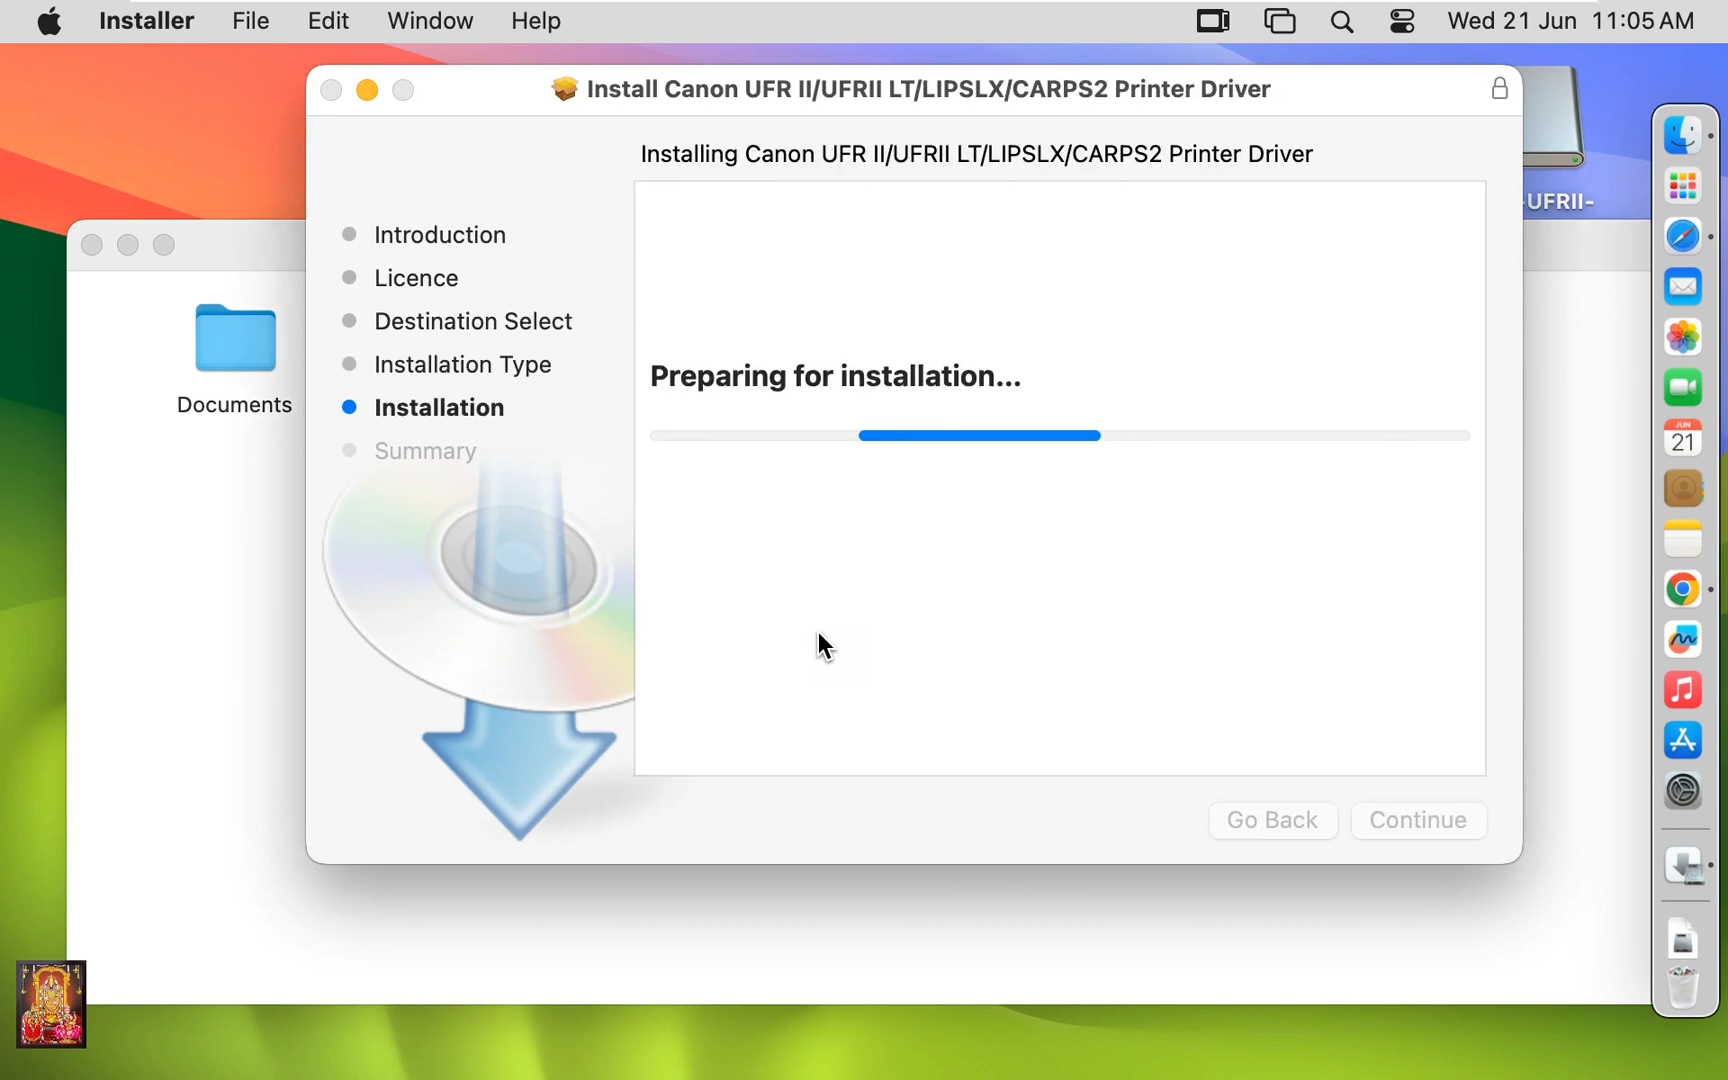 Installer File Edit Window Help Wed 21 Jun 11:05 AM
Install Canon UFR II/UFRII LT/LIPSLX/CARPS2 Printer Driver
Installing Canon UFR II/UFRII LT/LIPSLX/CARPS2 Printer Driver
-UFRII-
Introduction
Licence
Destination Select
Installation Type
Installation
Summary
Preparing for installation...
Documents
JUN
21
Go Back Continue